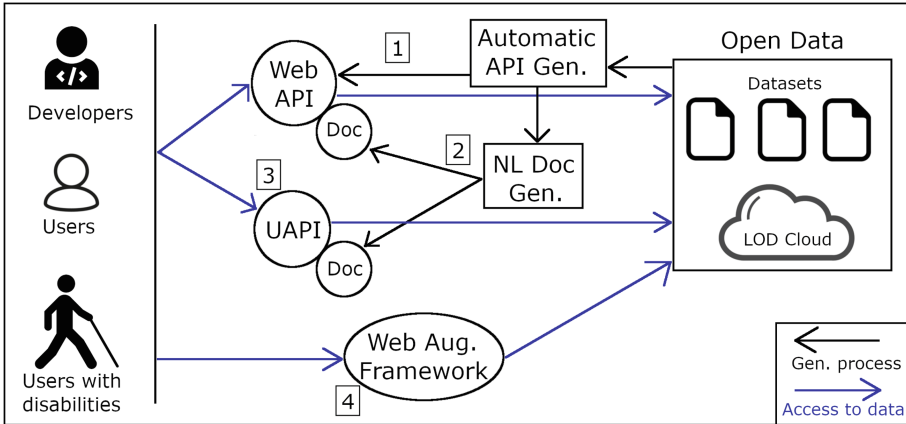 Developers
Users
Users with
disabilities
1
Web
API
Doc
Automatic
API Gen.
2
NL Doc
Gen.
3
UAPI
Doc
Web Aug.
Framework
4
Open Data
Datasets
LOD Cloud
Gen. process
Access to data